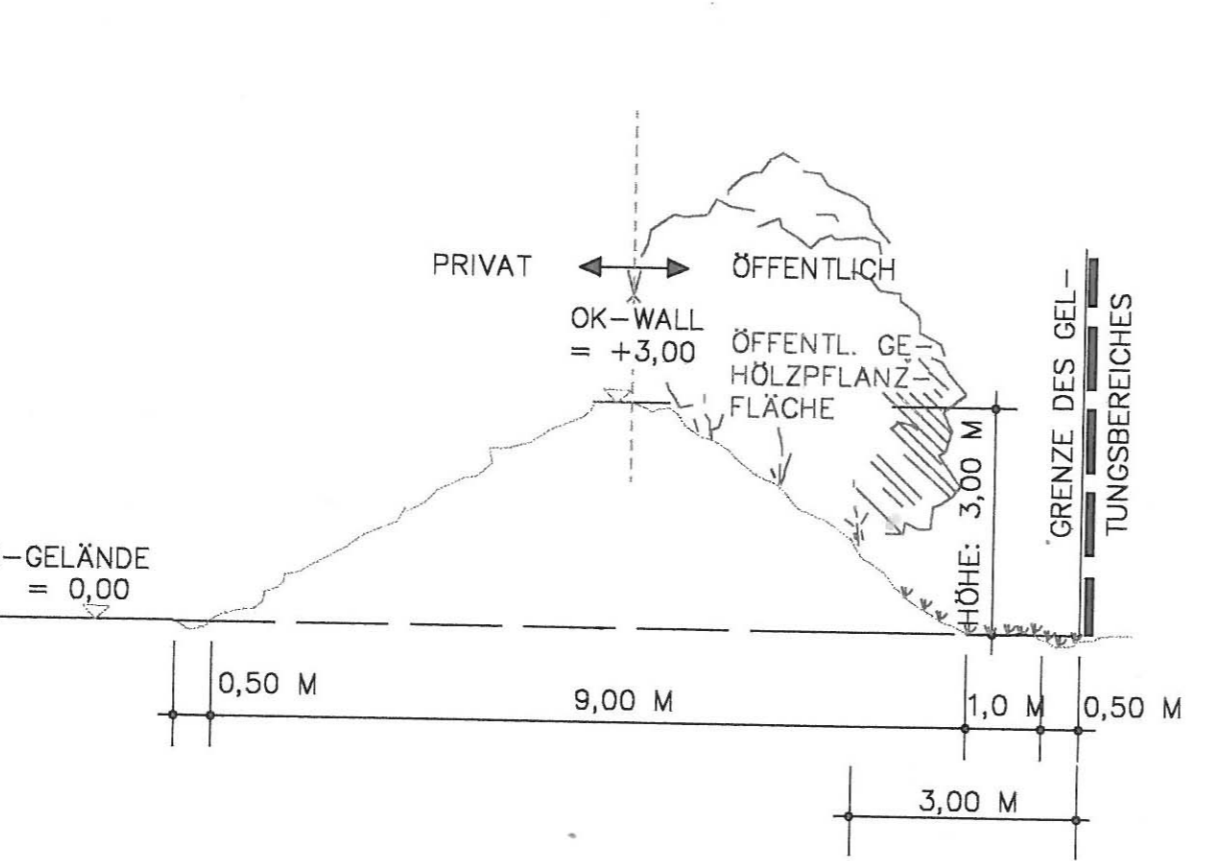 PRIVAT
ÖFFENTLICH
OK-WALL
= +3,00
ÖFFENTL. GE-
HÖLZPFLANZ-
FLÄCHE
HÖHE: 3,00 M
GRENZE DES GEL-
TUNGSBEREICHES
-GELÄNDE
= 0,00
0,50 M
9,00 M
1,0 M
0,50 M
3,00 M